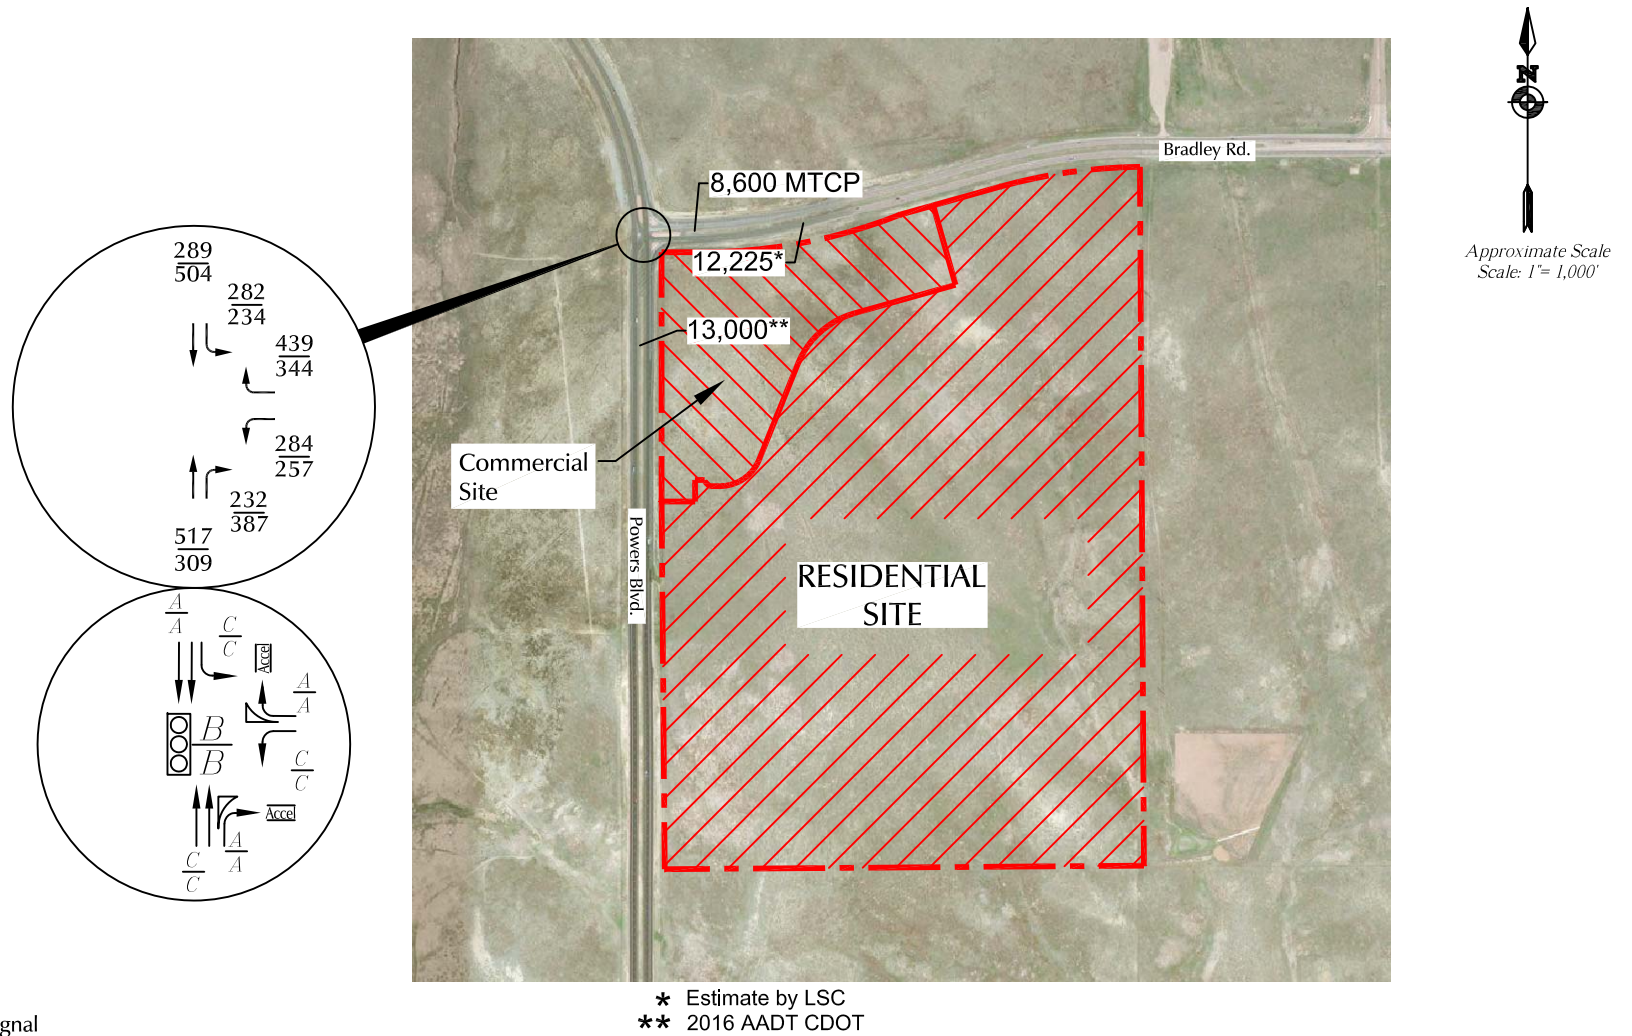 N
Approximate Scale
Scale: 1"= 1,000'
Bradley Rd.
8,600 MTCP
12,225*
13,000**
Commercial
Site
Powers Blvd.
RESIDENTIAL
SITE
289
504
282
234
439
344
284
257
232
387
517
309
A
A
C
C
Accel
A
A
B
B
C
C
Accel
A
A
C
C
* Estimate by LSC
** 2016 AADT CDOT
gnal